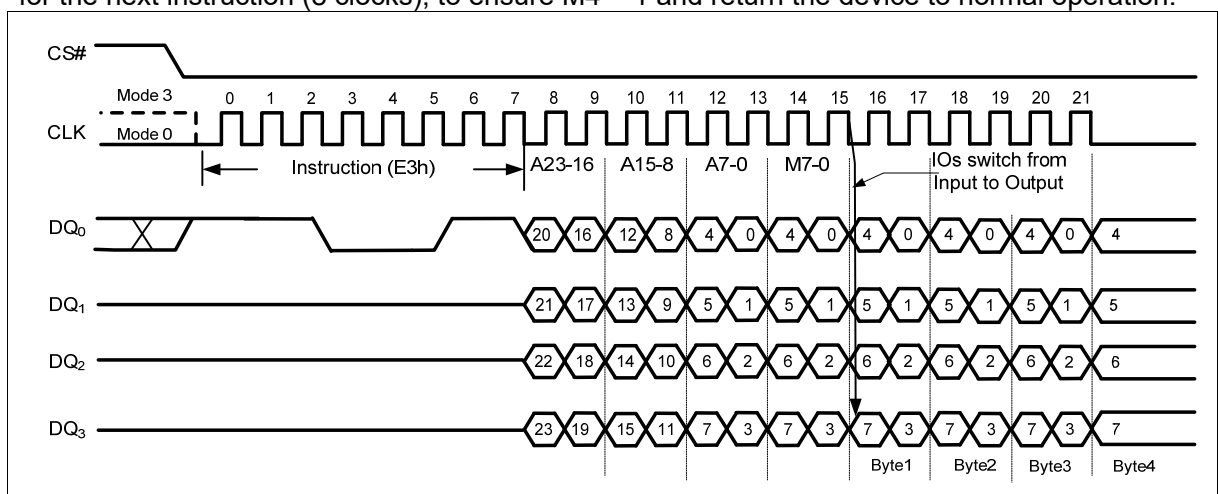 for the next instruction (8 clocks), to ensure M4 = 1 and return the device to normal operation.
CS#
Mode 3
0 1 2 3 4 5 6 7 8 9 10 11 12 13 14 15 16 17 18 19 20 21
CLK
Mode 0
Instruction (E3h) A23-16 A15-8 A7-0 M7-0 IOs switch from
Input to Output
DQ0 20 16 12 8 4 0 4 0 4 0 4 0 4 0 4
DQ1 21 17 13 9 5 1 5 1 5 1 5 1 5 1 5
DQ2 22 18 14 10 6 2 6 2 6 2 6 2 6 2 6
DQ3 23 19 15 11 7 3 7 3 7 3 7 3 7 3 7
Byte1 Byte2 Byte3 Byte4